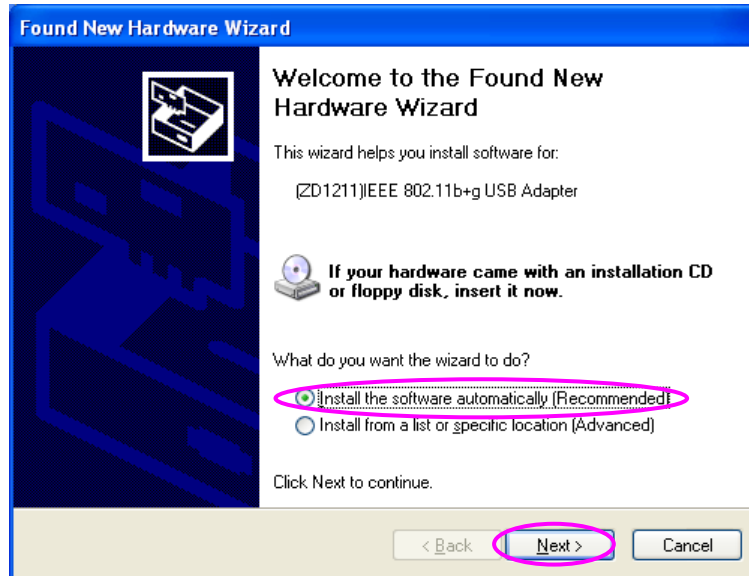 Found New Hardware Wizard
Welcome to the Found New
Hardware Wizard
This wizard helps you install software for:
(ZD1211)IEEE 802.11b+g USB Adapter
If your hardware came with an installation CD
or floppy disk, insert it now.
What do you want the wizard to do?
Install the software automatically (Recommended)
Install from a list or specific location (Advanced)
Click Next to continue.
< Back Next > Cancel